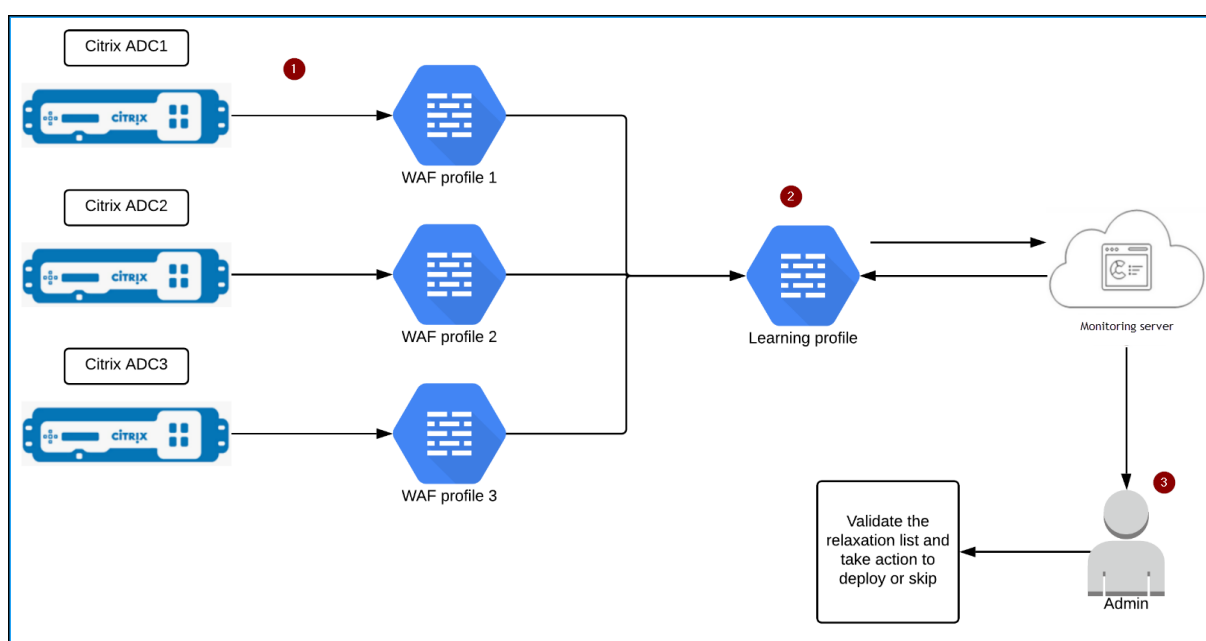 Citrix ADC1
1
CITRIX
WAF profile 1
Citrix ADC2
2
CITRIX
WAF profile 2
Learning profile
Monitoring server
Citrix ADC3
CITRIX
WAF profile 3
3
Validate the
relaxation list and
take action to
deploy or skip
Admin